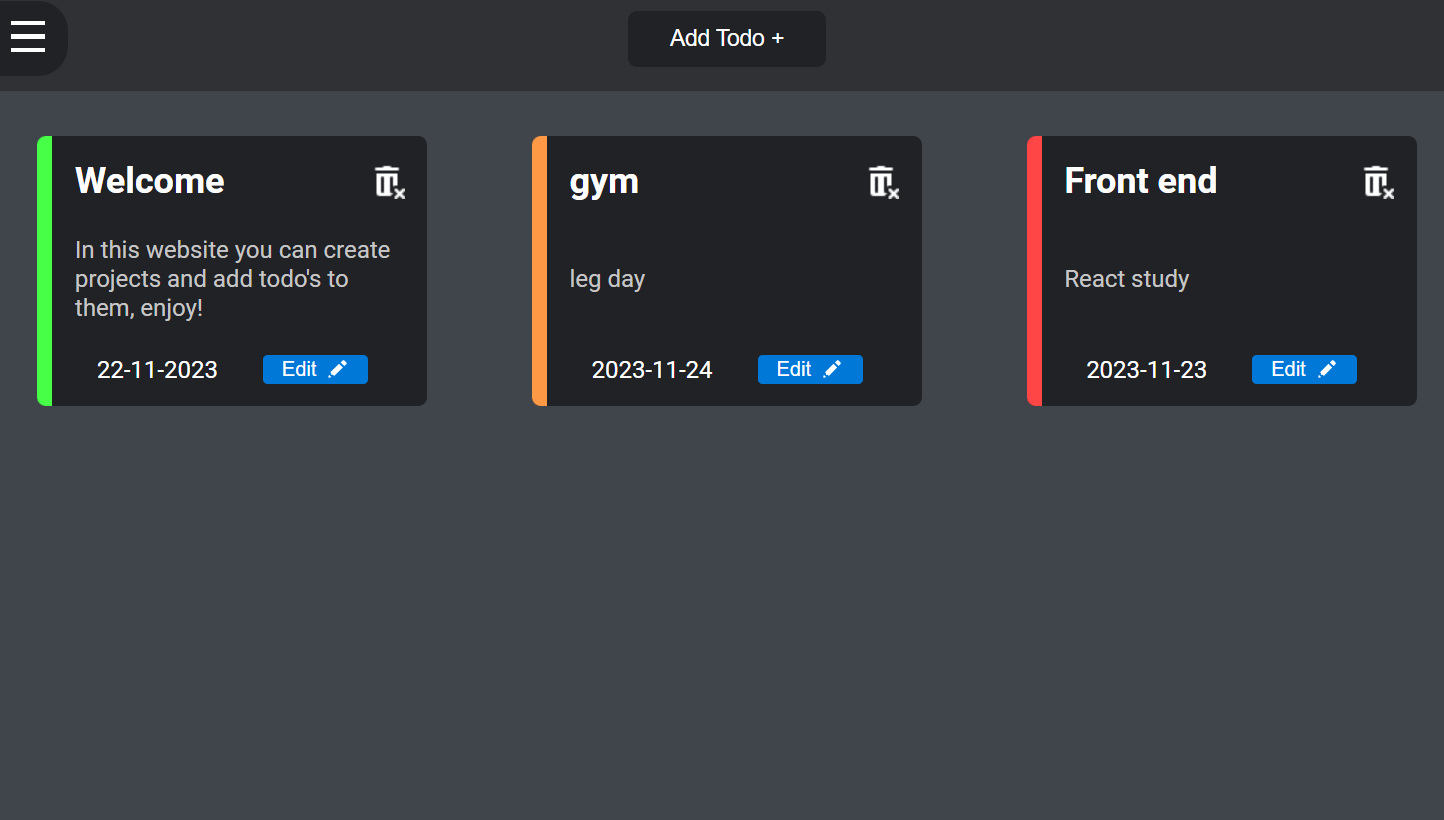 Add Todo +
Welcome
In this website you can create
projects and add todo's to
them, enjoy!
22-11-2023
Edit
gym
leg day
2023-11-24
Edit
Front end
React study
2023-11-23
Edit